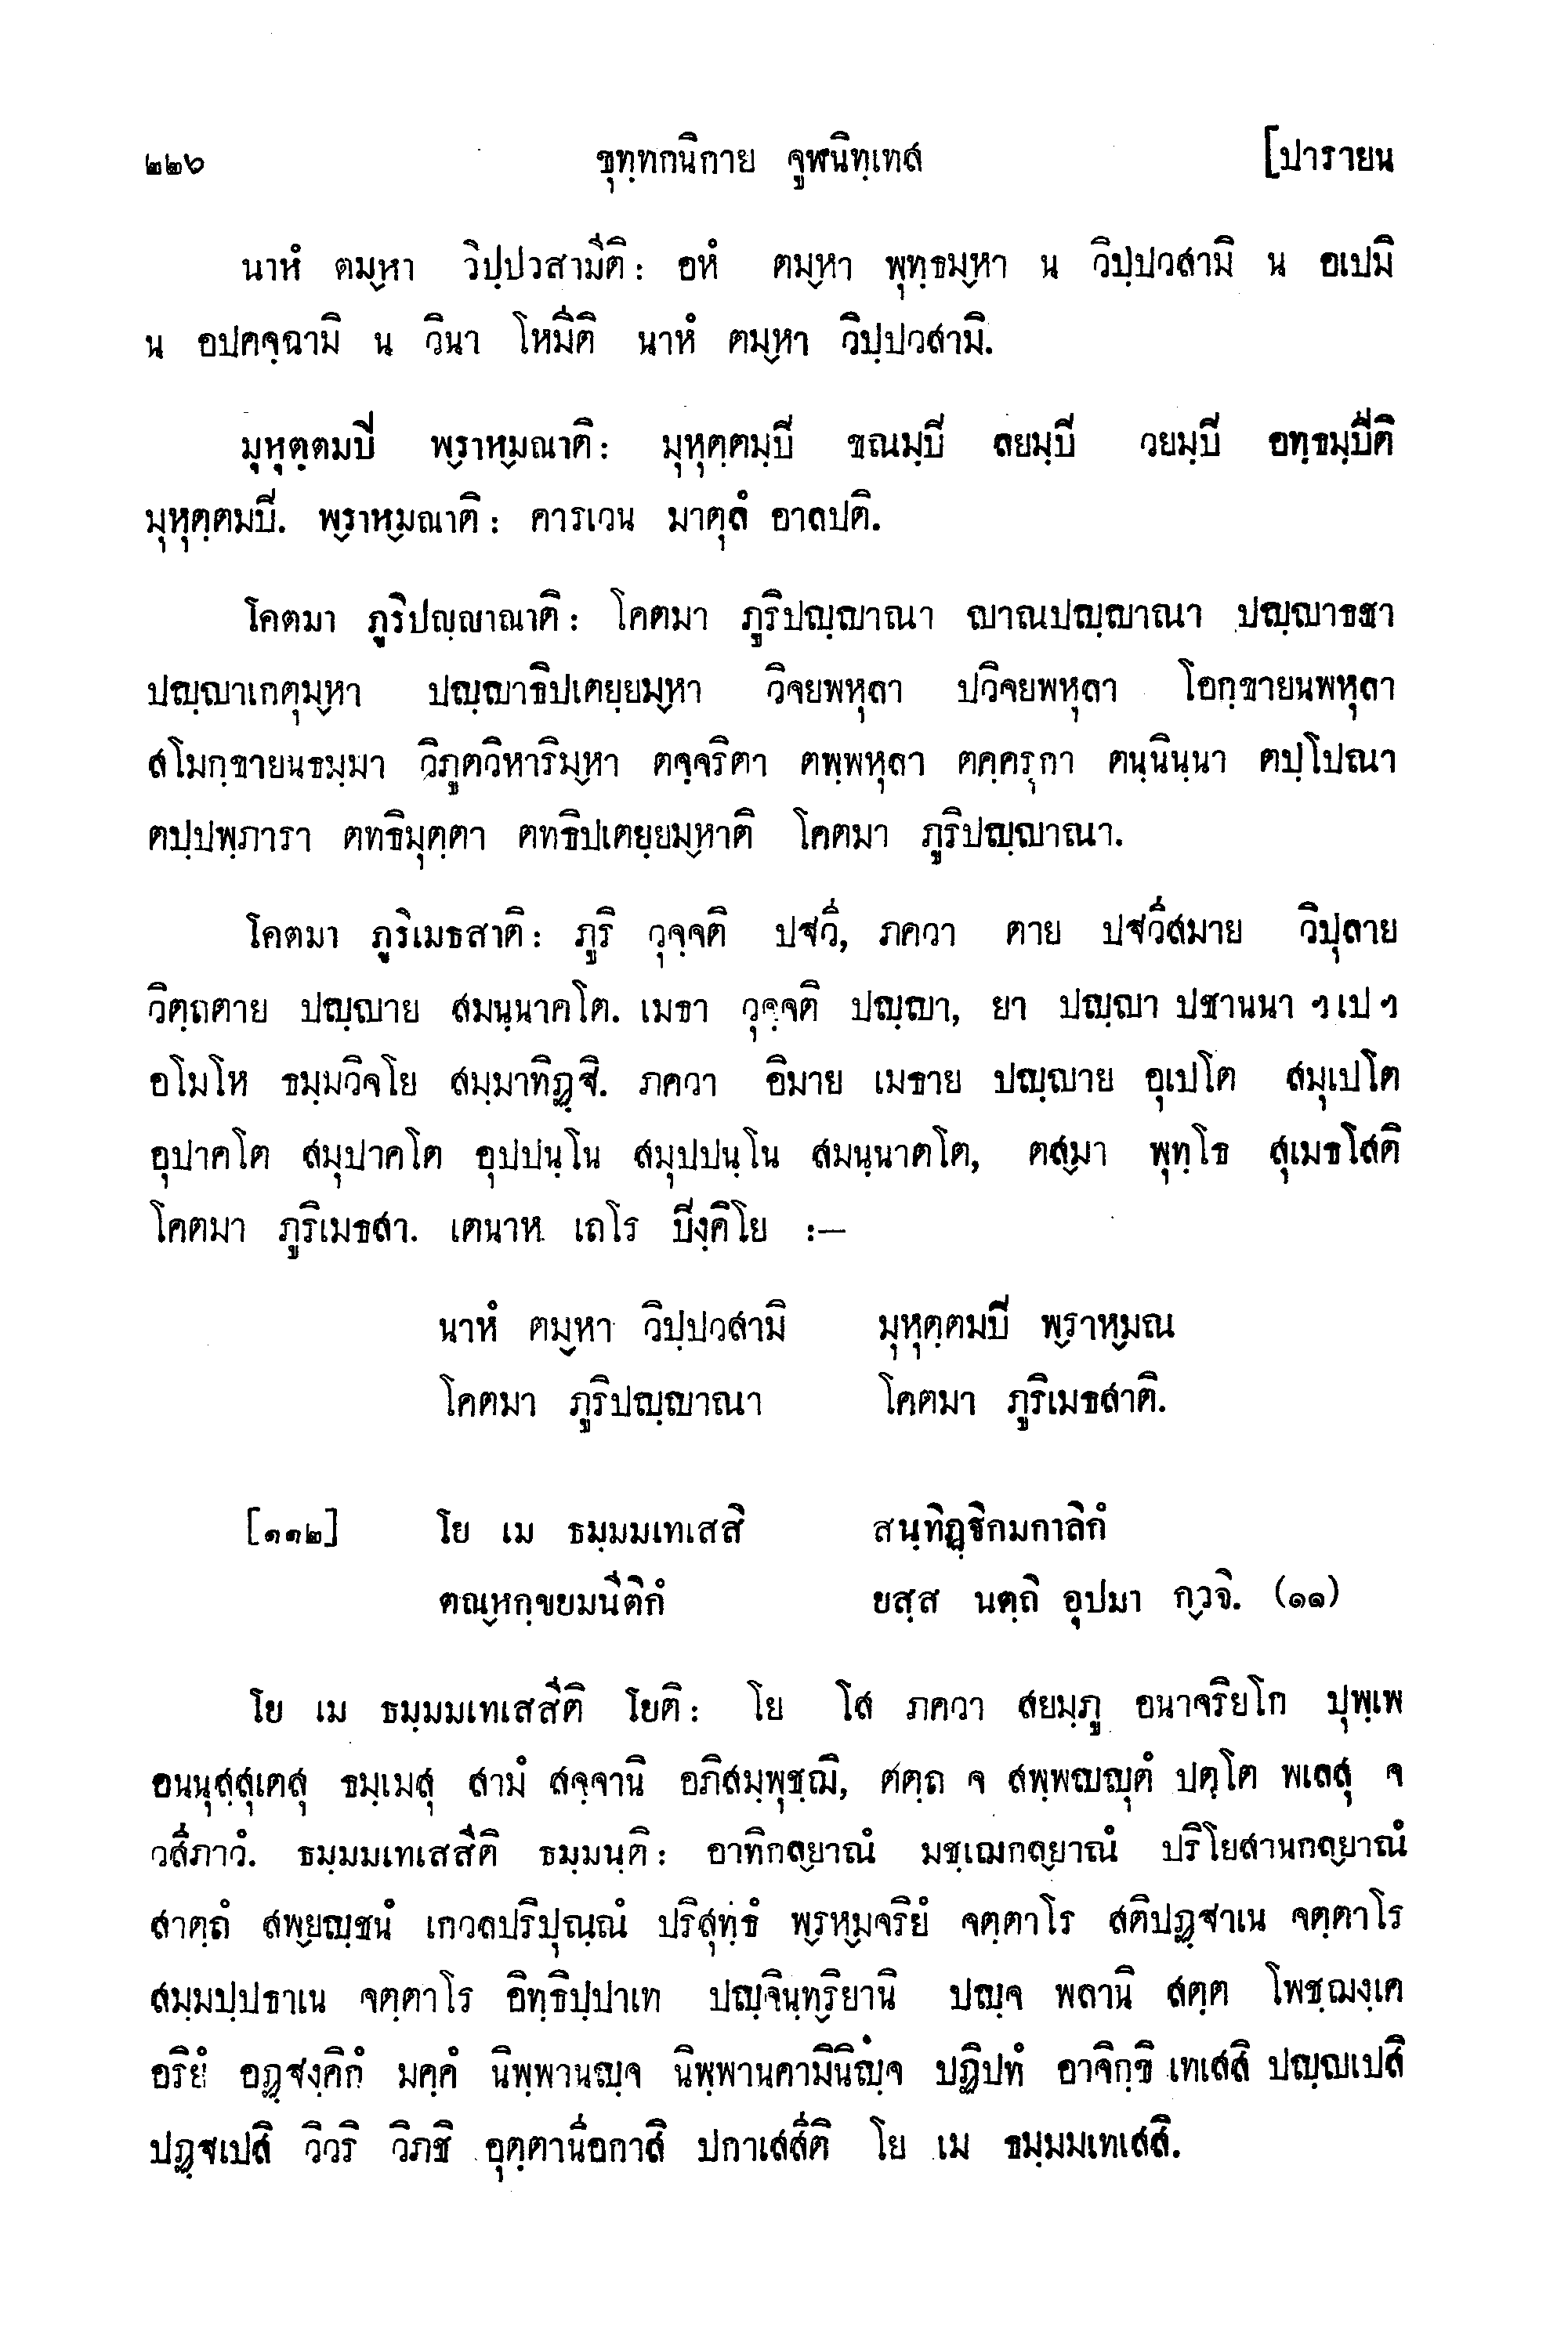 ๒๒๖ ขุทฺทกนิกาย จูฬนิทฺเทส [ปารายน
นาหํ ตมฺหา วิปฺปวสามีติ: อหํ ตมฺหา พุทฺธมฺหา น วิปฺปวสามิ น อเปมิ
น อปคจฺฉามิ น วินา โหมีติ นาหํ ตมฺหา วิปฺปวสามิ.
มุหุตฺตมปิ พฺราหฺมณาติ: มุหุตฺตมฺปิ ขณมฺปิ ลยมฺปิ วยมฺปิ อทฺธมฺปีติ
มุหุตฺตมปิ. พฺราหฺมณาติ: คารเวน มาตุลํ อาลปติ.
โคตมา ภูริปญฺญาณาติ: โคตมา ภูริปญฺญาณา ญาณปญฺญาณา ปญฺญาธชา
ปญฺญาเกตุมฺหา ปญฺญาธิปเตยฺยมฺหา วิจยพหุลา ปวิจยพหุลา โอกฺขายนพหุลา
สโมกฺขายนธมฺมา วิภูตวิหาริมฺหา ตจฺจริตา ตพฺพหุลา ตคฺครุกา ตนฺนินฺนา ตปฺโปณา
ตปฺปพฺภารา ตทธิมุตฺตา ตทธิปเตยฺยมฺหาติ โคตมา ภูริปญฺญาณา.
โคตมา ภูริเมธสาติ: ภูริ วุจฺจติ ปฐวี, ภควา ตาย ปฐวีสมาย วิปุลาย
วิตฺถตาย ปญฺญาย สมนฺนาคโต. เมธา วุจฺจติ ปญฺญา, ยา ปญฺญา ปชานนา ฯเปฯ
อโมโห ธมฺมวิจโย สมฺมาทิฏฺฐิ. ภควา อิมาย เมธาย ปญฺญาย อุเปโต สมุเปโต
อุปาคโต สมุปาคโต อุปปนฺโน สมุปปนฺโน สมนฺนาคโต, ตสฺมา พุทฺโธ สุเมธโสติ
โคตมา ภูริเมธสา. เตนาห เถโร ปิงฺคิโย :—
นาหํ ตมฺหา วิปฺปวสามิ มุหุตฺตมปิ พฺราหฺมณ
โคตมา ภูริปญฺญาณา โคตมา ภูริเมธสาติ.
[๑๑๒] โย เม ธมฺมมเทเสสิ สนฺทิฏฺฐิกมกาลิกํ
ตณฺหกฺขยมนีติกํ ยสฺส นตฺถิ อุปมา กฺวจิ. (๑๑)
โย เม ธมฺมมเทเสสีติ โยติ: โย โส ภควา สยมฺภู อนาจริยโก ปุพฺเพ
อนนุสฺสุเตสุ ธมฺเมสุ สามํ สจฺจานิ อภิสมฺพุชฺฌิ, ตตฺถ จ สพฺพญฺญุตํ ปตฺโต พเลสุ จ
วสีภาวํ. ธมฺมมเทเสสีติ ธมฺมนฺติ: อาทิกลฺยาณํ มชฺเฌกลฺยาณํ ปริโยสานกลฺยาณํ
สาตฺถํ สพฺยญฺชนํ เกวลปริปุณฺณํ ปริสุทฺธํ พฺรหฺมจริยํ จตฺตาโร สติปฏฺฐาเน จตฺตาโร
สมฺมปฺปธาเน จตฺตาโร อิทฺธิปฺปาเท ปญฺจินฺทฺริยานิ ปญฺจ พลานิ สตฺต โพชฺฌงฺเค
อริยํ อฏฺฐงฺคิกํ มคฺคํ นิพฺพานญฺจ นิพฺพานคามินิญฺจ ปฏิปทํ อาจิกฺขิ เทเสสิ ปญฺญเปสิ
ปฏฺฐเปสิ วิวริ วิภชิ อุตฺตานีอกาสิ ปกาเสสีติ โย เม ธมฺมมเทเสสิ.